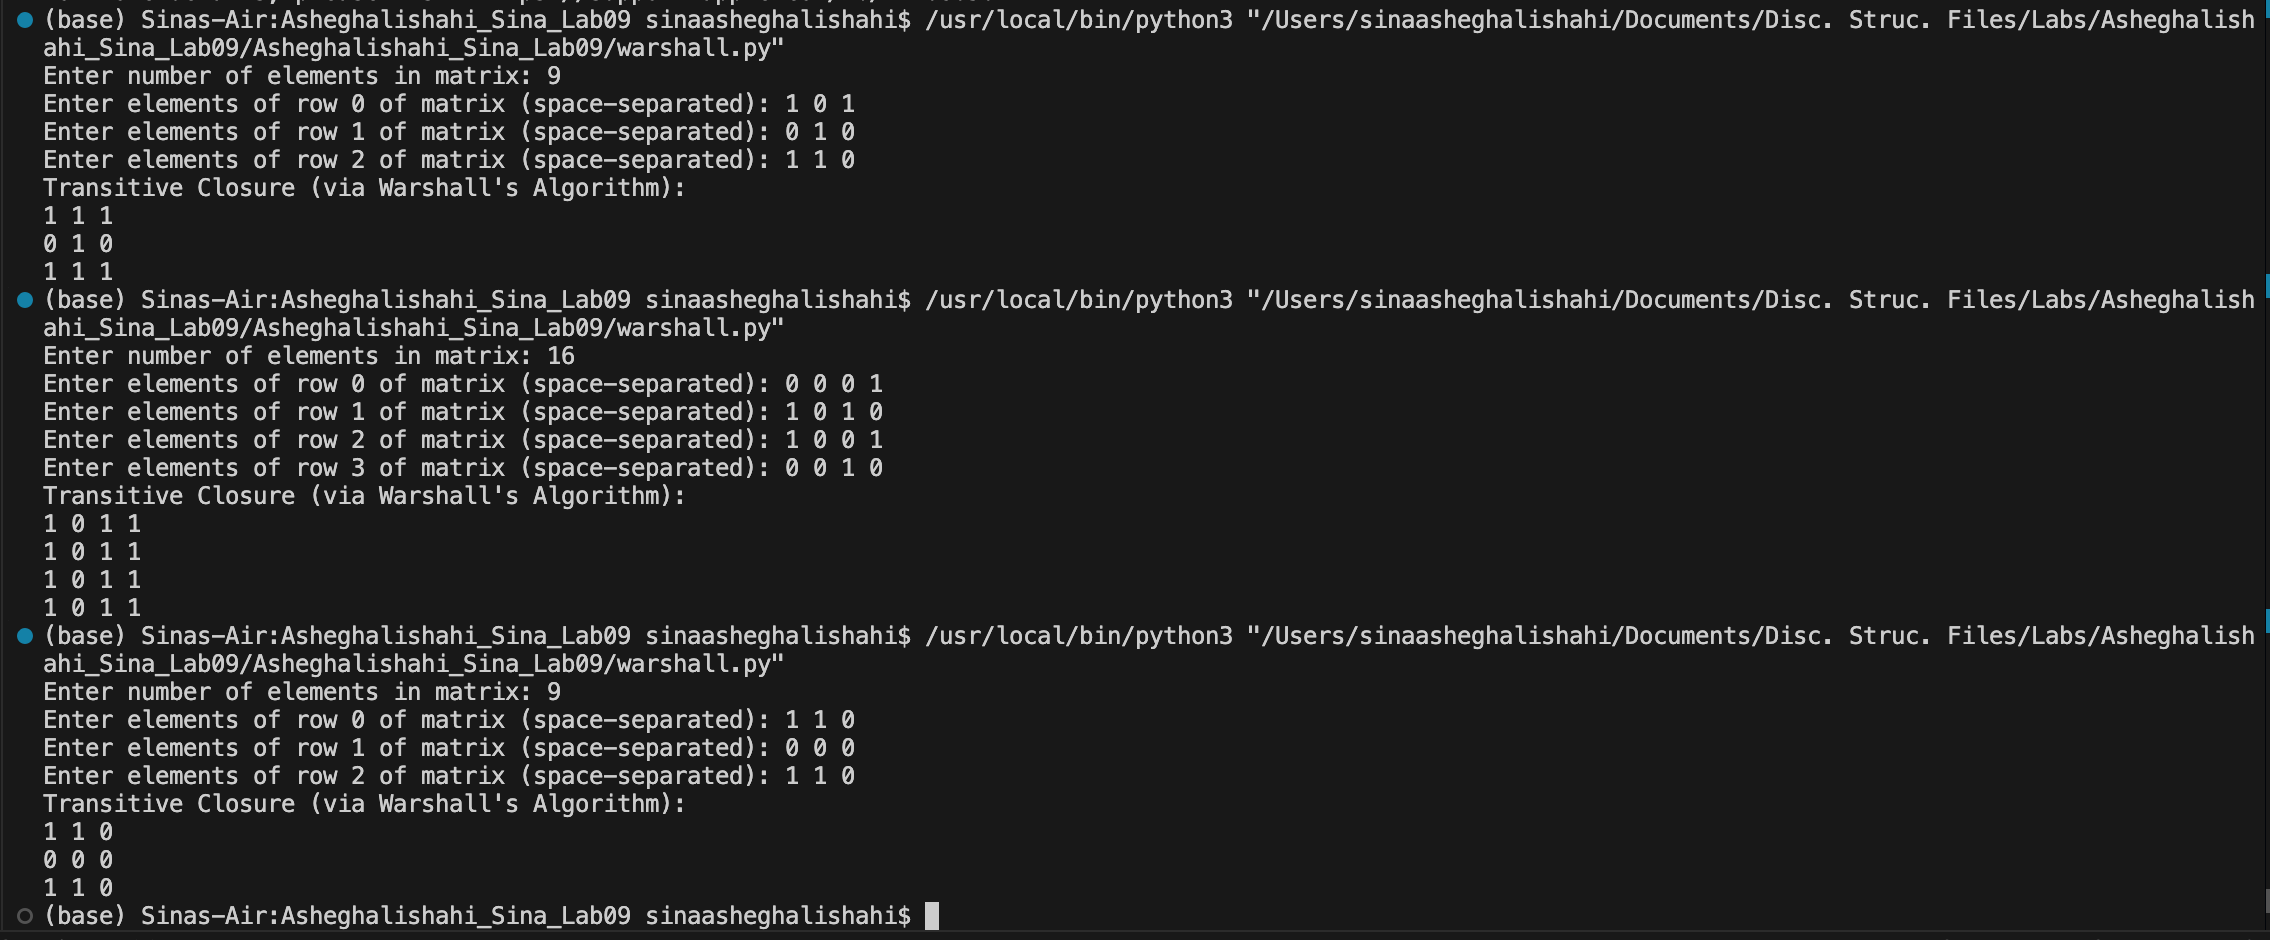 (base) Sinas-Air:Asheghalishahi_Sina_Lab09 sinaasheghalishahi$ /usr/local/bin/python3 "/Users/sinaasheghalishahi/Documents/Disc. Struc. Files/Labs/Asheghalish
ahi_Sina_Lab09/Asheghalishahi_Sina_Lab09/warshall.py"
Enter number of elements in matrix: 9
Enter elements of row 0 of matrix (space-separated): 1 0 1
Enter elements of row 1 of matrix (space-separated): 0 1 0
Enter elements of row 2 of matrix (space-separated): 1 1 0
Transitive Closure (via Warshall's Algorithm):
1 1 1
0 1 0
1 1 1
(base) Sinas-Air:Asheghalishahi_Sina_Lab09 sinaasheghalishahi$ /usr/local/bin/python3 "/Users/sinaasheghalishahi/Documents/Disc. Struc. Files/Labs/Asheghalish
ahi_Sina_Lab09/Asheghalishahi_Sina_Lab09/warshall.py"
Enter number of elements in matrix: 16
Enter elements of row 0 of matrix (space-separated): 0 0 0 1
Enter elements of row 1 of matrix (space-separated): 1 0 1 0
Enter elements of row 2 of matrix (space-separated): 1 0 0 1
Enter elements of row 3 of matrix (space-separated): 0 0 1 0
Transitive Closure (via Warshall's Algorithm):
1 0 1 1
1 0 1 1
1 0 1 1
1 0 1 1
(base) Sinas-Air:Asheghalishahi_Sina_Lab09 sinaasheghalishahi$ /usr/local/bin/python3 "/Users/sinaasheghalishahi/Documents/Disc. Struc. Files/Labs/Asheghalish
ahi_Sina_Lab09/Asheghalishahi_Sina_Lab09/warshall.py"
Enter number of elements in matrix: 9
Enter elements of row 0 of matrix (space-separated): 1 1 0
Enter elements of row 1 of matrix (space-separated): 0 0 0
Enter elements of row 2 of matrix (space-separated): 1 1 0
Transitive Closure (via Warshall's Algorithm):
1 1 0
0 0 0
1 1 0
(base) Sinas-Air:Asheghalishahi_Sina_Lab09 sinaasheghalishahi$